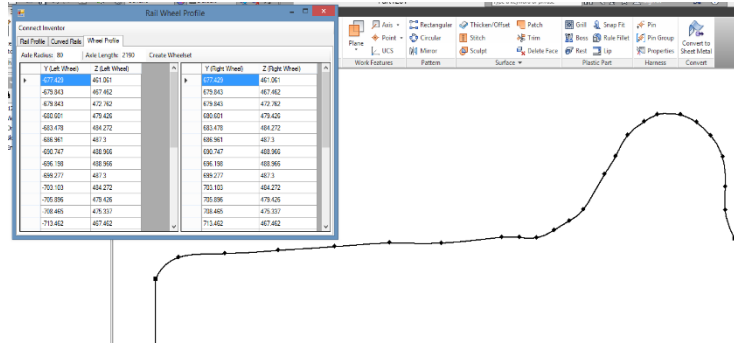 Rail Wheel Profile
Connect Inventor
Rail Profile Curved Rails Wheel Profile
Axle Radius: 80 Axle Length: 2190 Create Wheelset
Y (Left Wheel) Z (Left Wheel) Y (Right Wheel) Z (Right Wheel)
-677.429 461.061 677.429 461.061
-679.843 467.462 679.843 467.462
-679.843 472.762 679.843 472.762
-680.601 479.426 680.601 479.426
-683.478 484.272 683.478 484.272
-686.961 487.3 686.961 487.3
-690.747 488.966 690.747 488.966
-696.198 488.966 696.198 488.966
-699.277 487.3 699.277 487.3
-703.103 484.272 703.103 484.272
-705.896 479.426 705.896 479.426
-708.465 475.337 708.465 475.337
-713.462 467.462 713.462 467.462
Axis Rectangular Thicken/Offset Patch Grill Snap Fit Pin
Point Circular Stitch Trim Boss Rule Fillet Pin Group
Plane UCS Mirror Sculpt Delete Face Rest Lip Properties Convert to
Sheet Metal
Work Features Pattern Surface Plastic Part Harness Convert